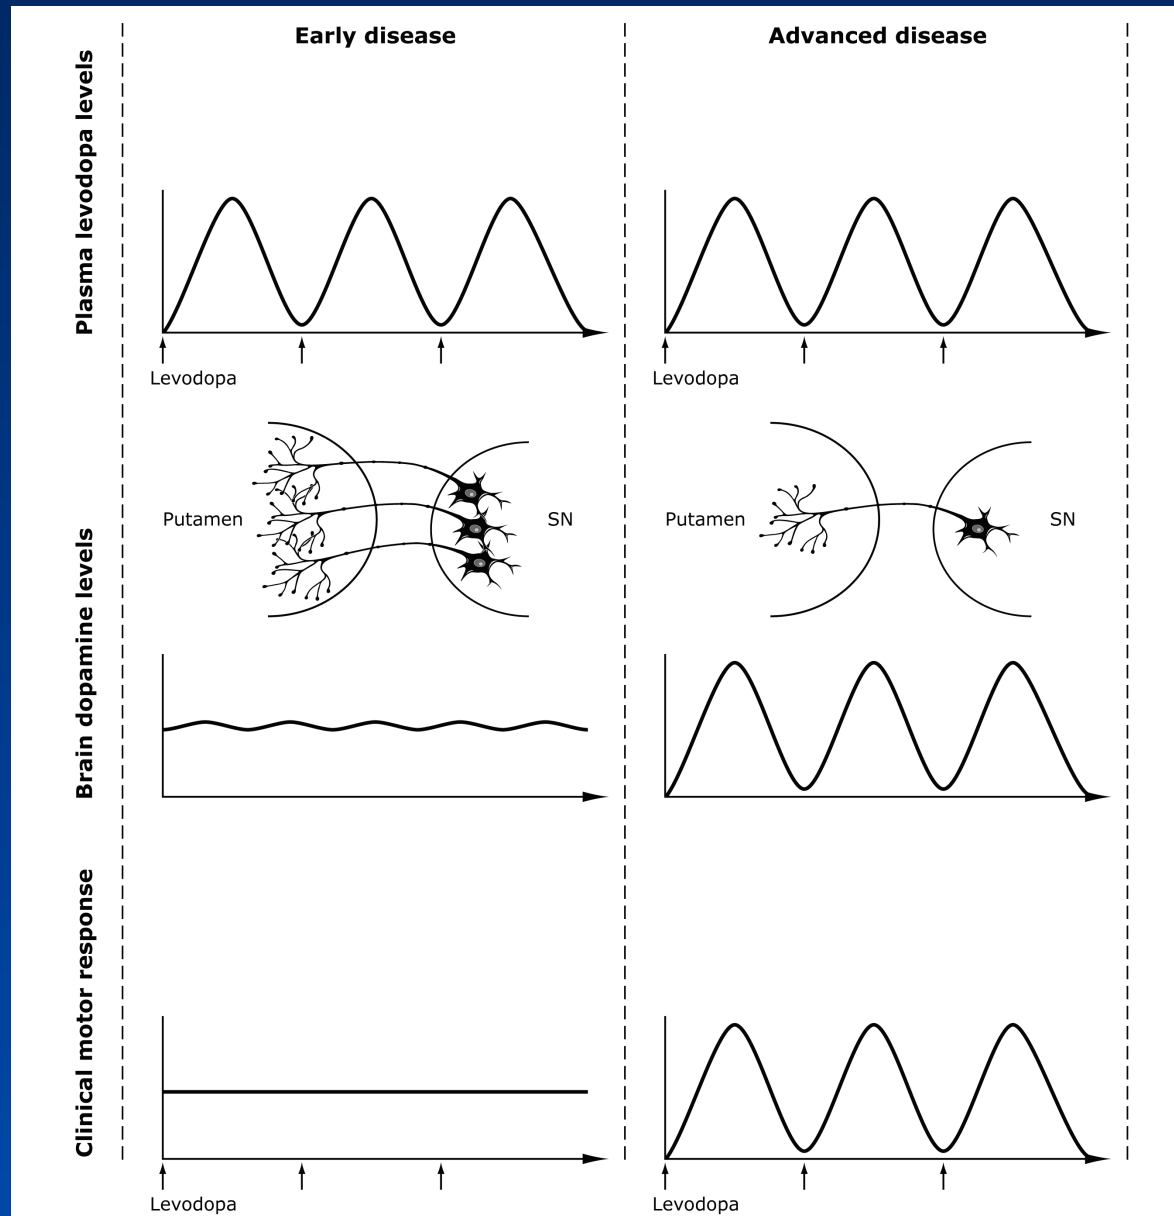 Early disease
Advanced disease
Plasma levodopa levels
Levodopa
Levodopa
Brain dopamine levels
Putamen
SN
Putamen
SN
Clinical motor response
Levodopa
Levodopa